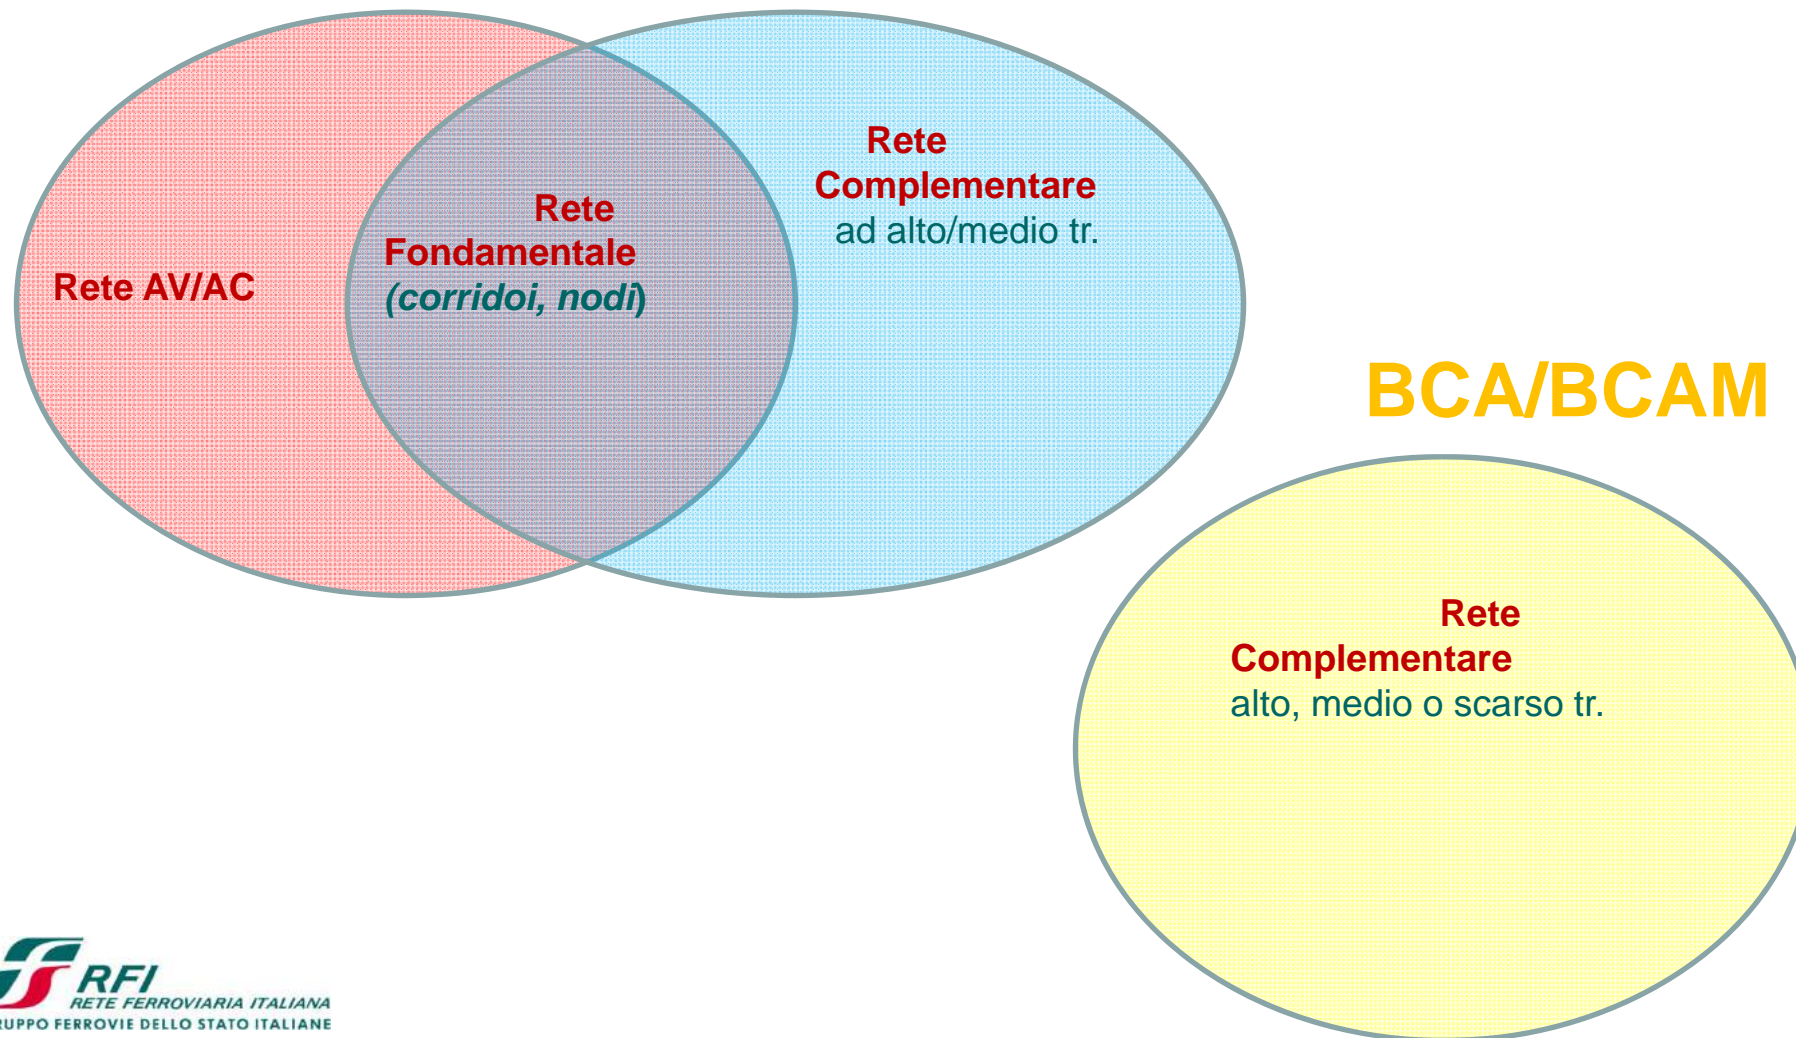 Rete AV/AC
Rete
Fondamentale
(corridoi, nodi)
Rete
Complementare
ad alto/medio tr.
BCA/BCAM
Rete
Complementare
alto, medio o scarso tr.
RFI
RETE FERROVIARIA ITALIANA
RUPPO FERROVIE DELLO STATO ITALIANE